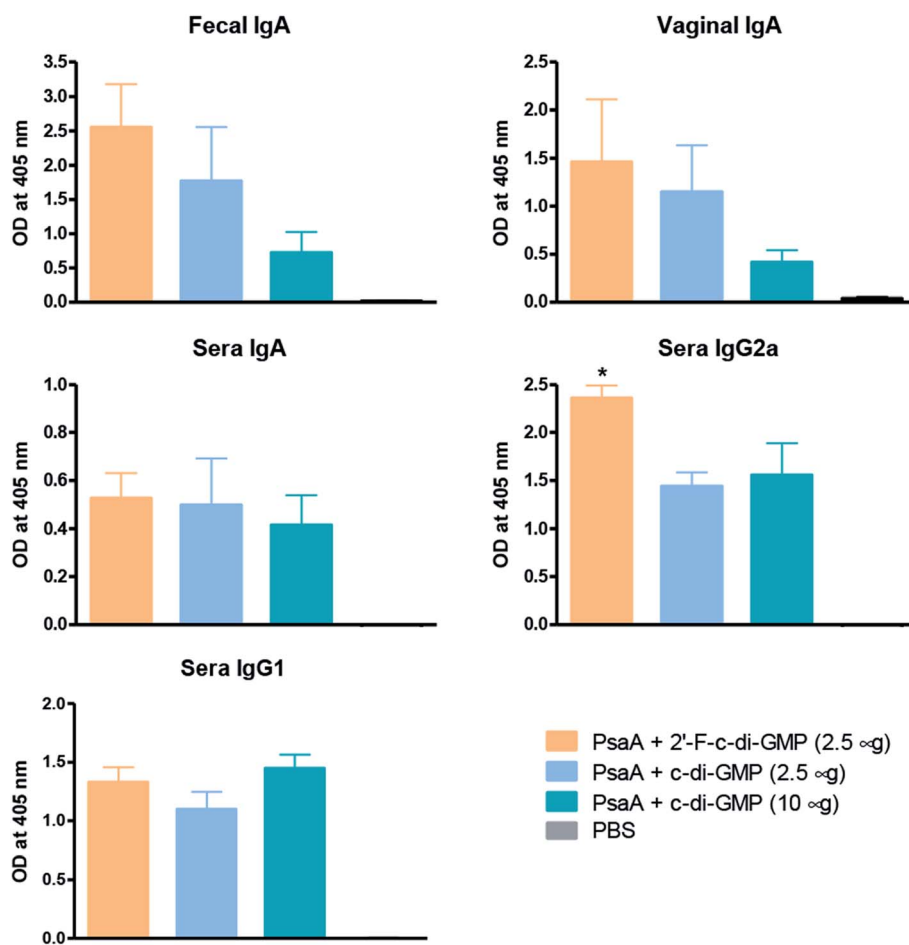 Fecal IgA
OD at 405 nm
3.5
3.0
2.5
2.0
1.5
1.0
0.5
0.0
Vaginal IgA
OD at 405 nm
2.5
2.0
1.5
1.0
0.5
0.0
Sera IgA
OD at 405 nm
1.0
0.8
0.6
0.4
0.2
0.0
Sera IgG2a
OD at 405 nm
2.5
2.0
1.5
1.0
0.5
0.0
*
Sera IgG1
OD at 405 nm
2.0
1.5
1.0
0.5
0.0
PsaA + 2'-F-c-di-GMP (2.5 ∝g)
PsaA + c-di-GMP (2.5 ∝g)
PsaA + c-di-GMP (10 ∝g)
PBS